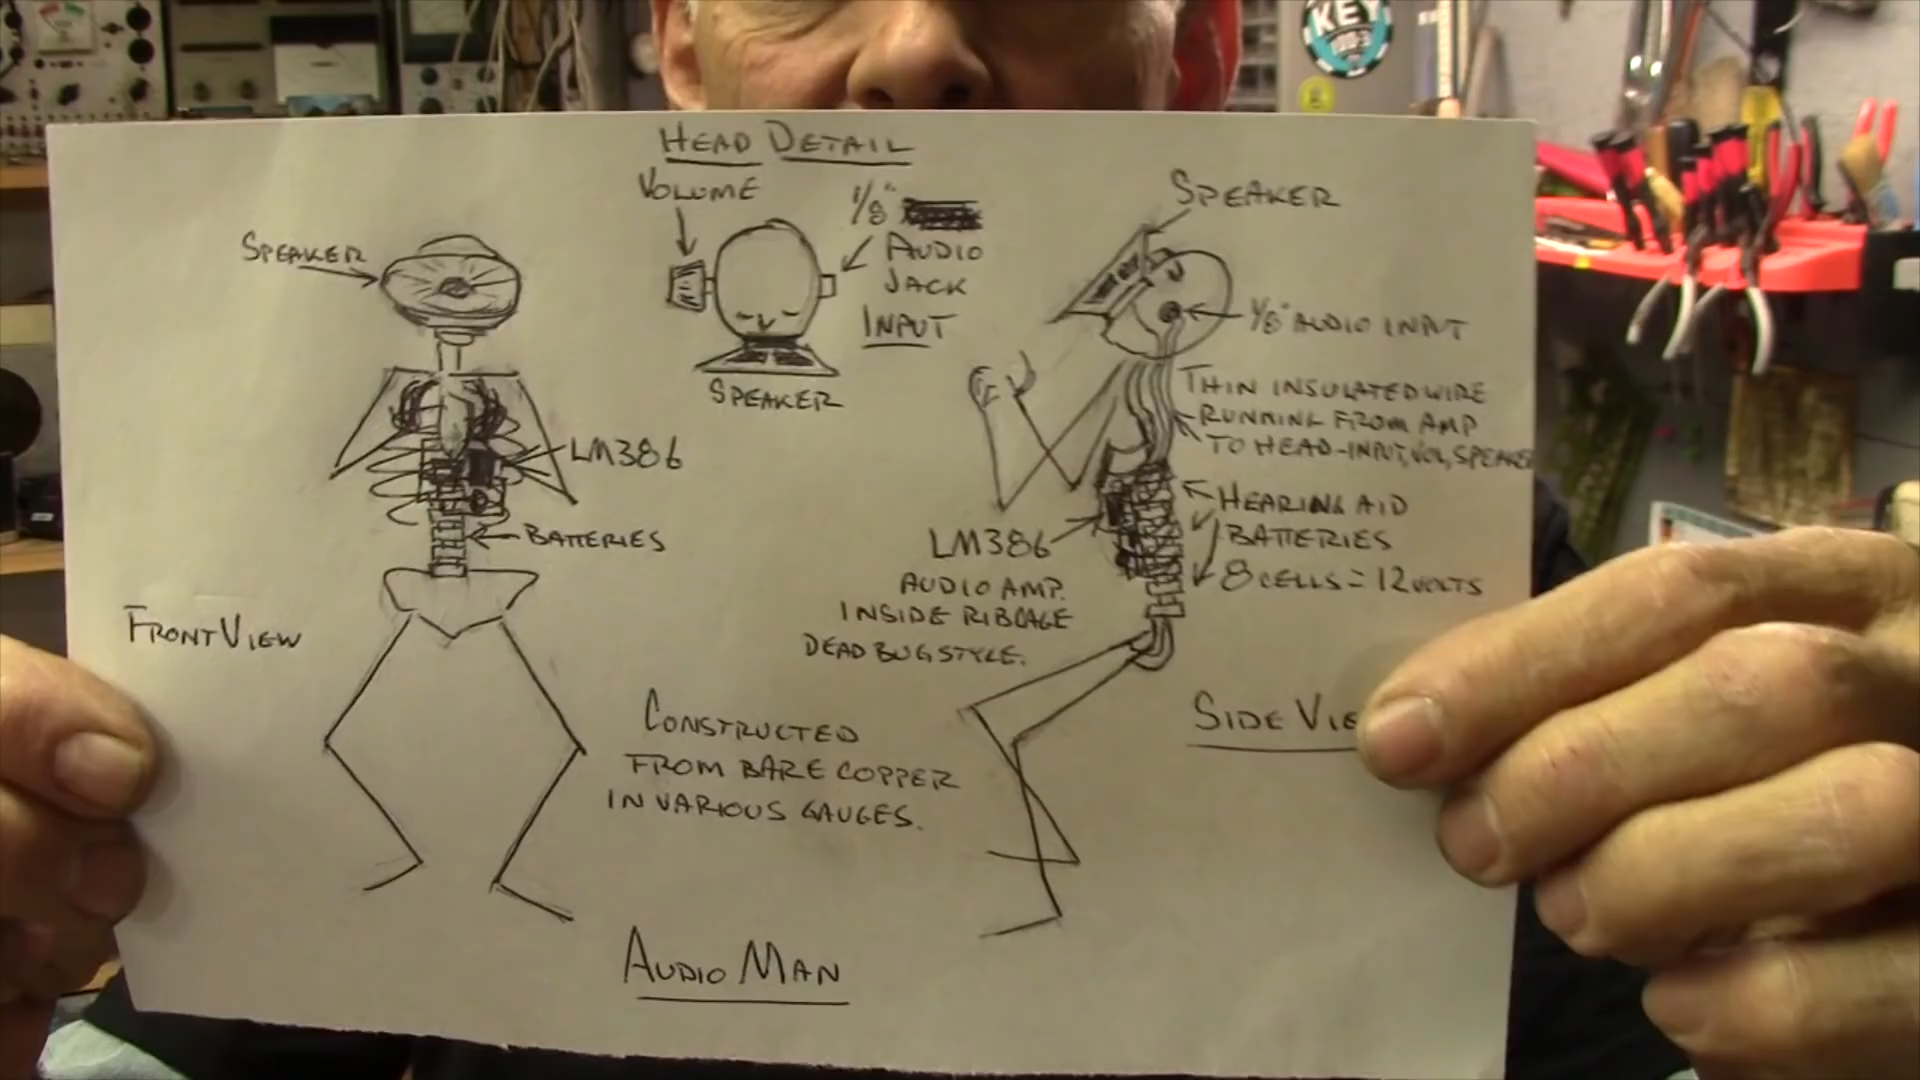 KEY
HEAD DETAIL
VOLUME
1/8"
AUDIO
JACK
INPUT
SPEAKER
SPEAKER
LM386
BATTERIES
FRONT VIEW
CONSTRUCTED
FROM BARE COPPER
IN VARIOUS GAUGES.
SPEAKER
1/8" AUDIO INPUT
THIN INSULATED WIRE
RUNNING FROM AMP
TO HEAD-INPUT, VOL, SPEAKER
HEARING AID
BATTERIES
8 CELLS = 12 VOLTS
LM386
AUDIO AMP.
INSIDE RIBCAGE
DEAD BUG STYLE.
SIDE VIE
AUDIO MAN